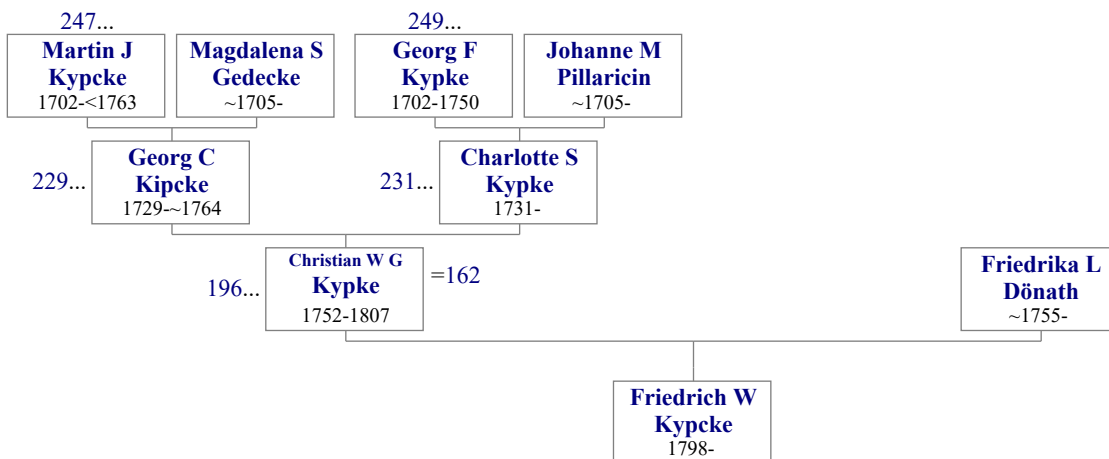 247...
249...
Martin J
Kypcke
1702-<1763
Magdalena S
Gedecke
~1705-
Georg F
Kypke
1702-1750
Johanne M
Pillaricin
~1705-
229...
Georg C
Kipcke
1729-~1764
231...
Charlotte S
Kypke
1731-
196...
Christian W G
Kypke
1752-1807
=162
Friedrika L
Dönath
~1755-
Friedrich W
Kypcke
1798-